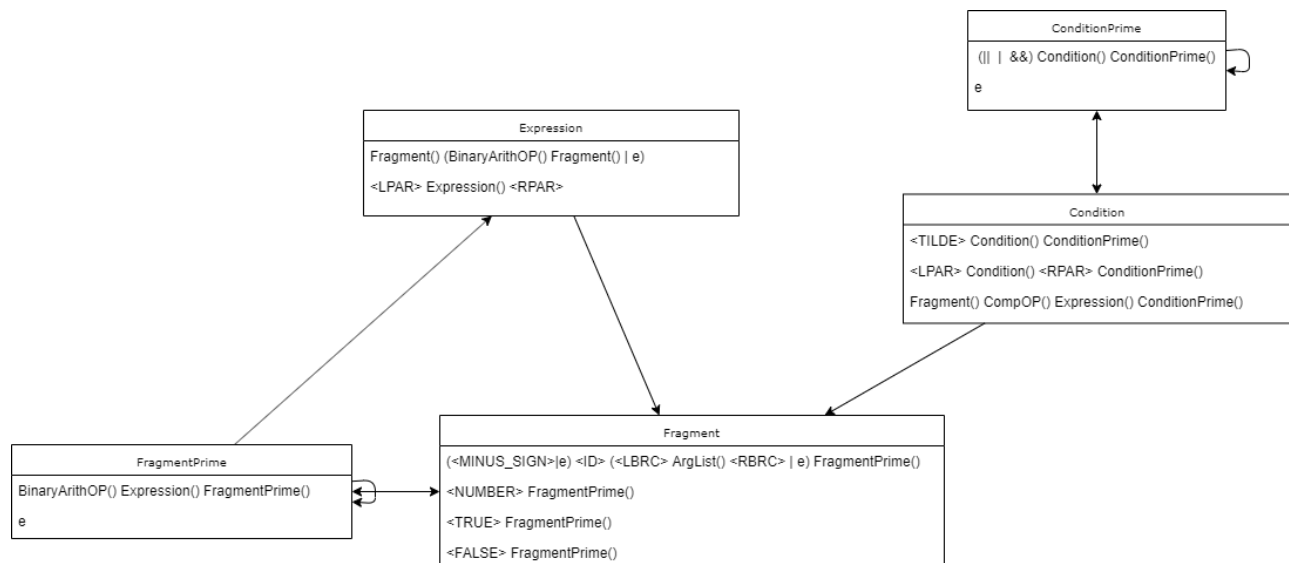 ConditionPrime
(|| | &&) Condition() ConditionPrime()
e
Expression
Fragment() (BinaryArithOP() Fragment() | e)
<LPAR> Expression() <RPAR>
Condition
<TILDE> Condition() ConditionPrime()
<LPAR> Condition() <RPAR> ConditionPrime()
Fragment() CompOP() Expression() ConditionPrime()
Fragment
(<MINUS_SIGN>|e) <ID> (<LBRC> ArgList() <RBRC> | e) FragmentPrime()
<NUMBER> FragmentPrime()
<TRUE> FragmentPrime()
<FALSE> FragmentPrime()
FragmentPrime
BinaryArithOP() Expression() FragmentPrime()
e